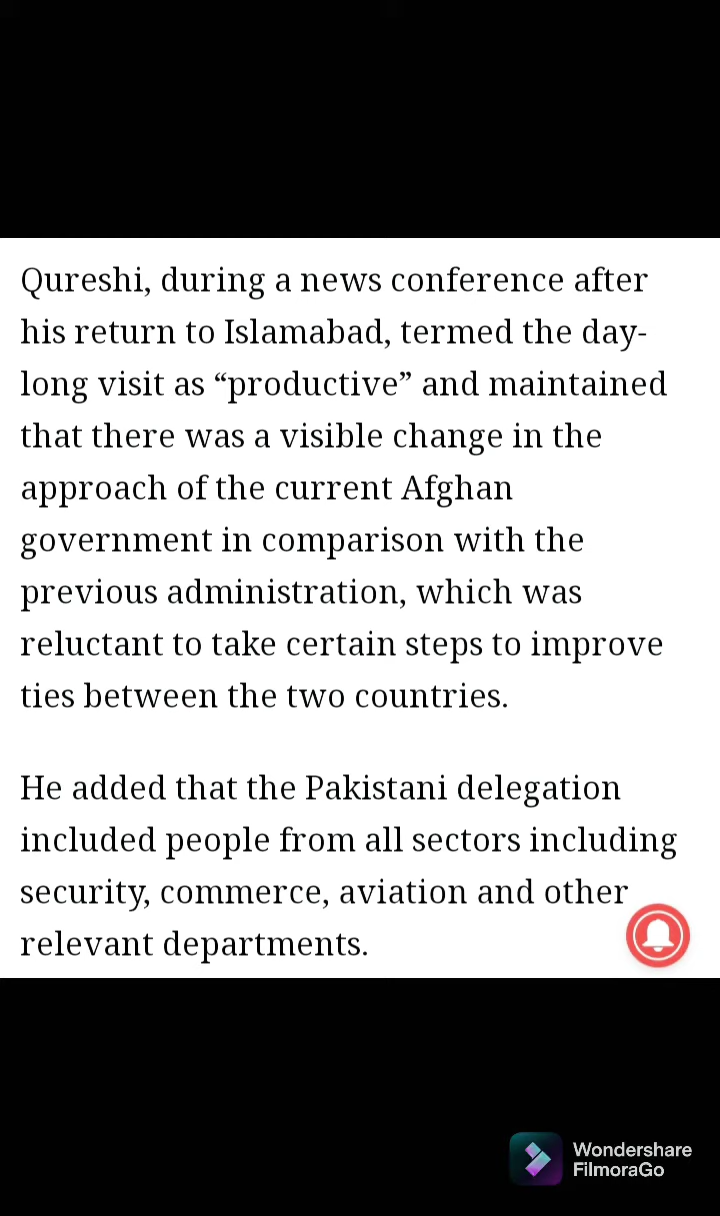 Qureshi, during a news conference after
his return to Islamabad, termed the day-
long visit as “productive” and maintained
that there was a visible change in the
approach of the current Afghan
government in comparison with the
previous administration, which was
reluctant to take certain steps to improve
ties between the two countries.
He added that the Pakistani delegation
included people from all sectors including
security, commerce, aviation and other
relevant departments.
Wondershare
FilmoraGo